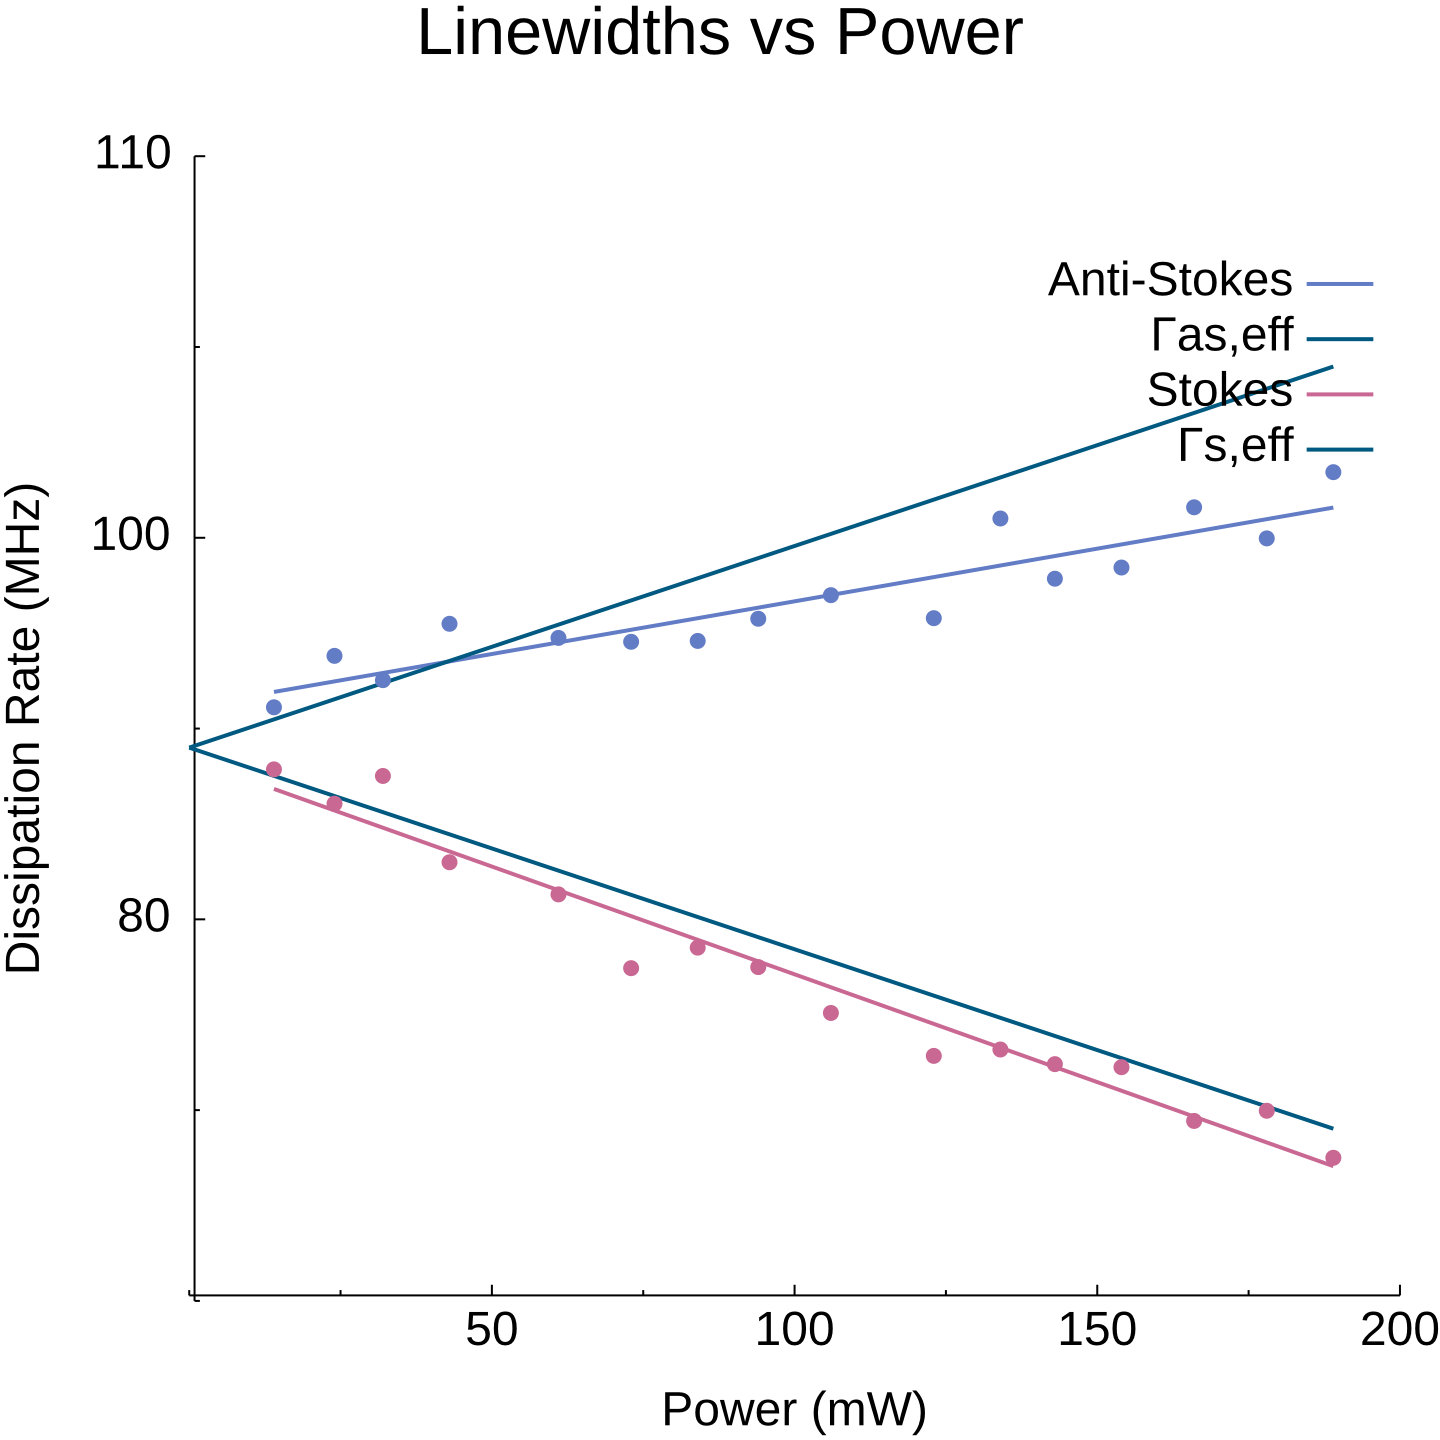 Linewidths vs Power
110
100
80
Dissipation Rate (MHz)
Anti-Stokes
Γas,eff
Stokes
Γs,eff
50 100 150 200
Power (mW)